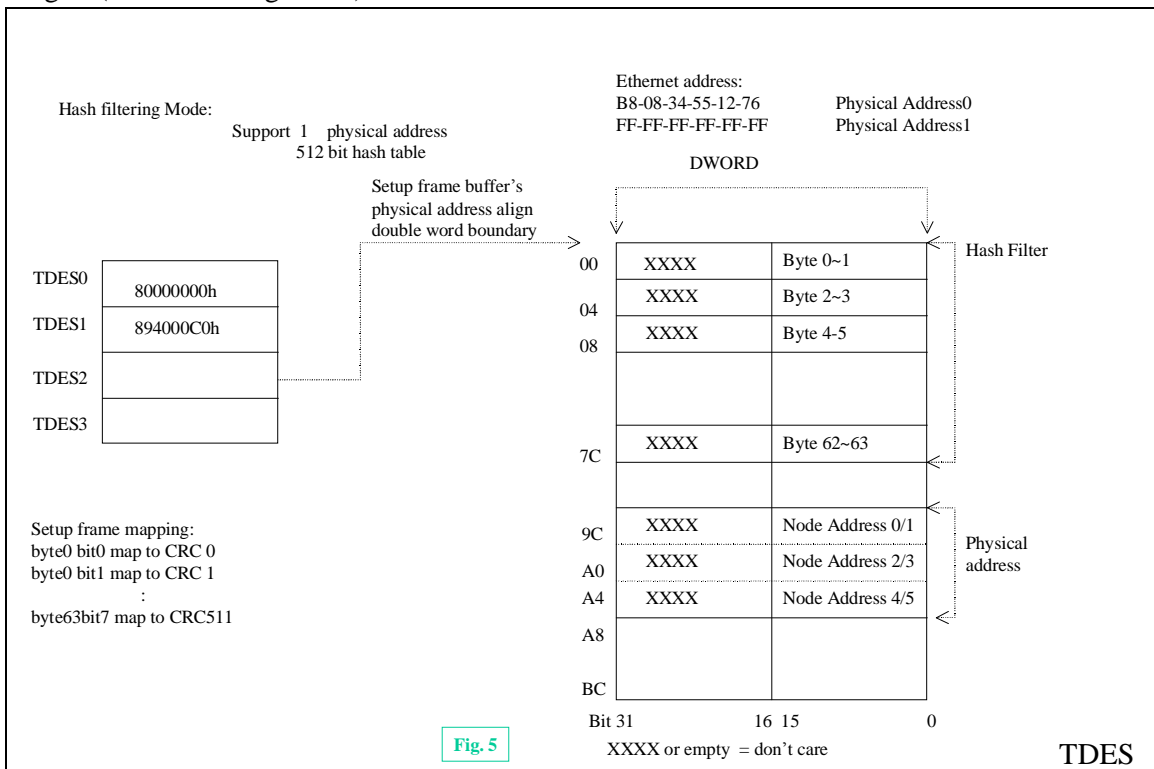 Hash filtering Mode:
Support 1 physical address
512 bit hash table
Ethernet address:
B8-08-34-55-12-76 Physical Address0
FF-FF-FF-FF-FF-FF Physical Address1
DWORD
Setup frame buffer's
physical address align
double word boundary
TDES0 80000000h
TDES1 894000C0h
TDES2
TDES3
Setup frame mapping:
byte0 bit0 map to CRC 0
byte0 bit1 map to CRC 1
:
byte63bit7 map to CRC511
Hash Filter
00 XXXX Byte 0~1
04 XXXX Byte 2~3
08 XXXX Byte 4-5
7C XXXX Byte 62~63
9C XXXX Node Address 0/1
A0 XXXX Node Address 2/3
A4 XXXX Node Address 4/5
A8
BC
Physical
address
Bit 31 16 15 0
XXXX or empty = don't care
Fig. 5
TDES